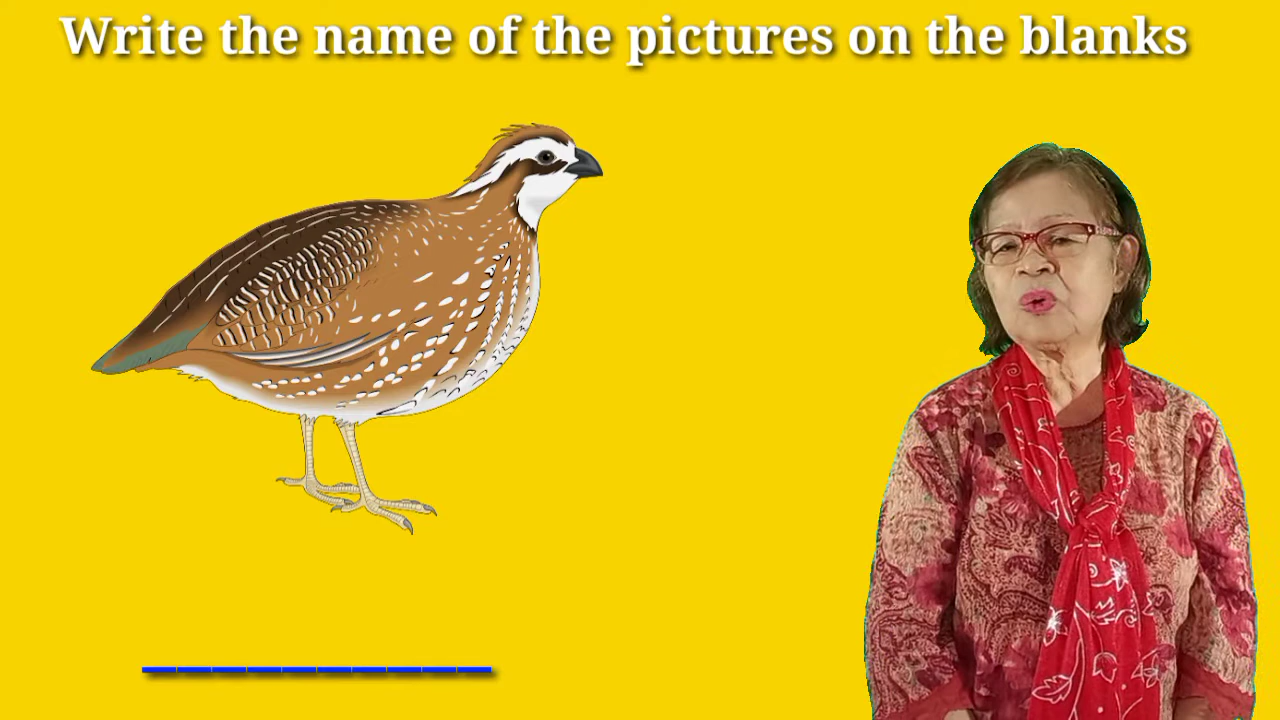 Write the name of the pictures on the blanks